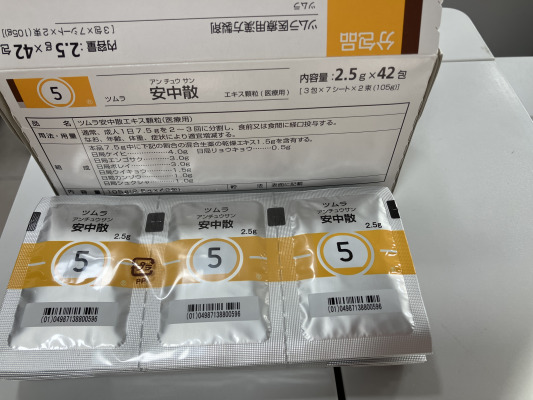 ツムラ医療用漢方製剤
ツムラ
分包品
内容量:2.5g×42包
[3包×7シート×2束(105g)]
5
アンチュウサン
ツムラ 安中散 エキス顆粒(医療用)
内容量:2.5g×42包
[3包×7シート×2束(105g)]
品名 ツムラ安中散エキス顆粒(医療用)
用法・用量 通常、成人1日7.5gを2~3回に分割し、食前又は食間に経口投与する。
なお、年齢、体重、症状により適宜増減する。
本品7.5g中に下記の割合の混合生薬の乾燥エキス1.5gを含有する。
日局ケイヒ 4.0g 日局リョウキョウ 0.5g
日局エンゴサク 3.0g
日局ボレイ 3.0g
日局ウイキョウ 1.5g
日局カンゾウ 1.0g
日局シュクシャ 1.0g
ツムラ
アンチュウサン
安中散
2.5g
5
(01)04987138800596
ツムラ
アンチュウサン
安中散
2.5g
5
(01)04987138800596
ツムラ
アンチュウサン
安中散
2.5g
5
(01)04987138800596
プラ
PP